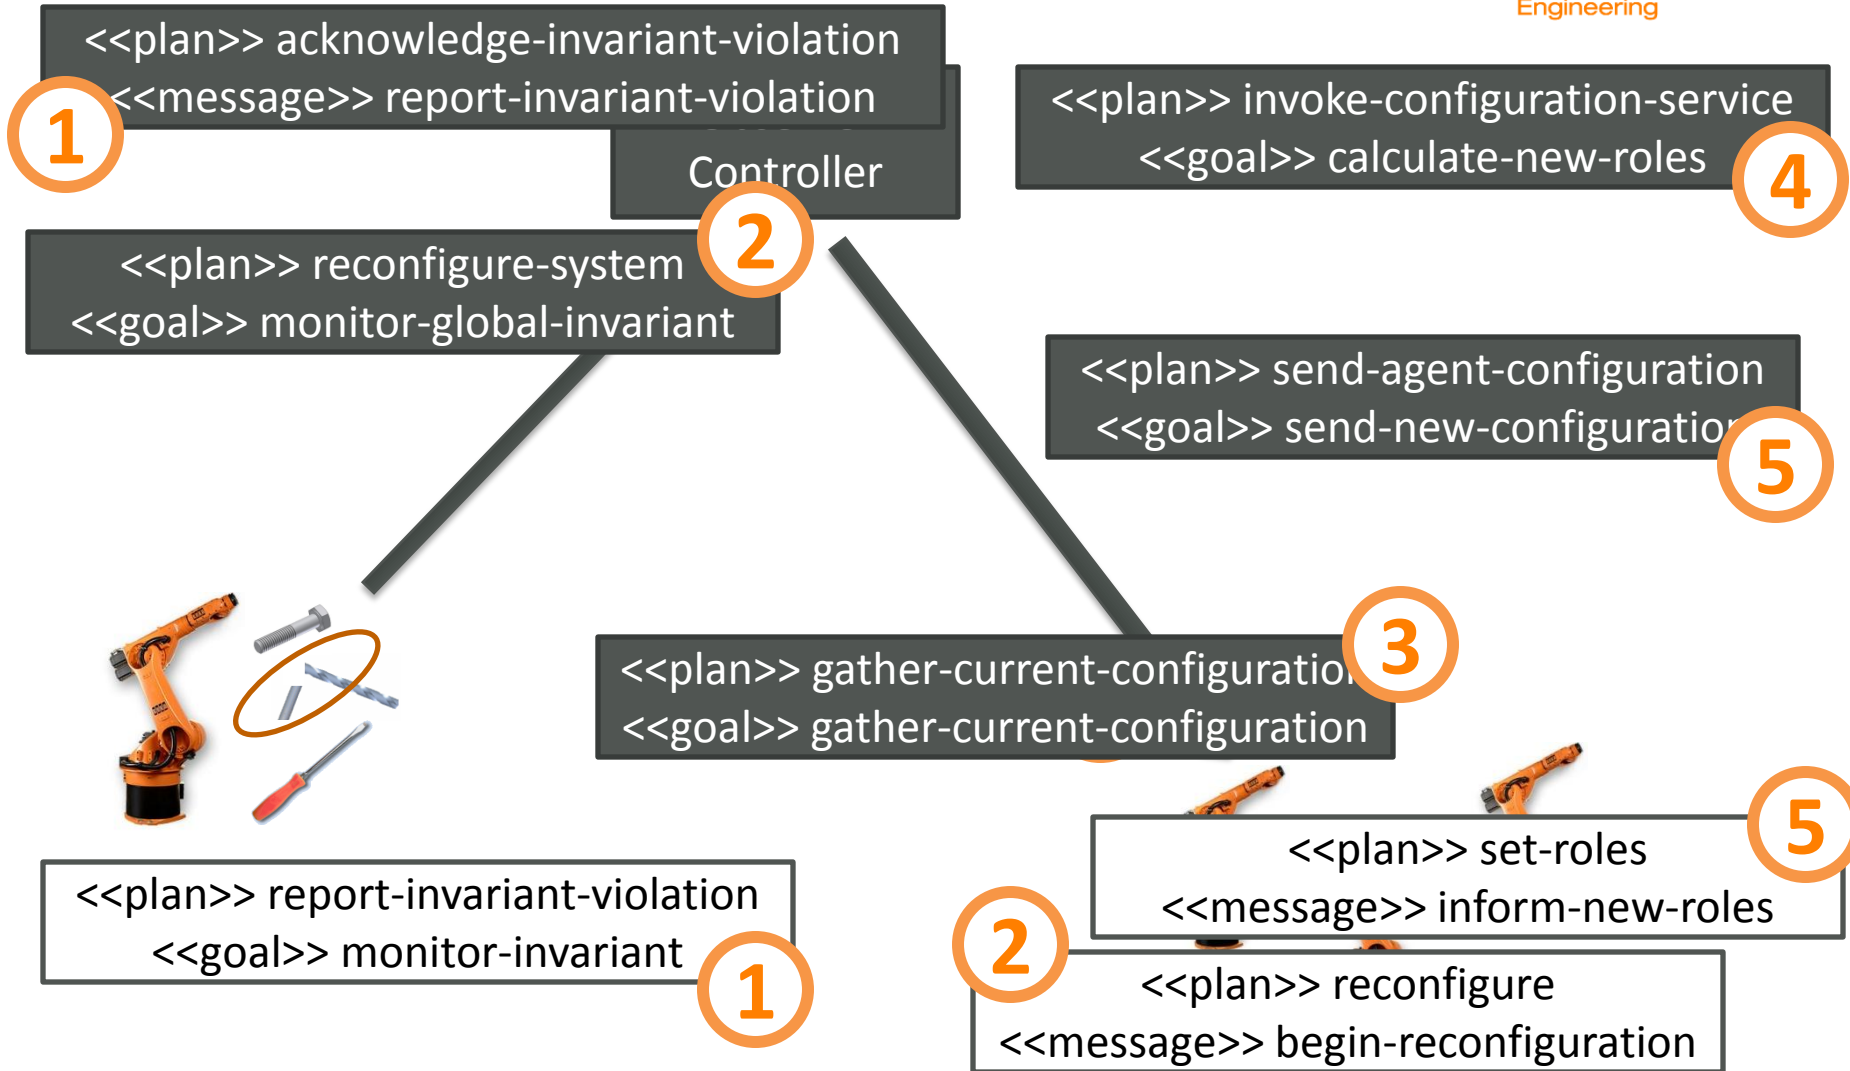 Engineering
<<plan>> acknowledge-invariant-violation
<<message>> report-invariant-violation
1
Controller
2
<<plan>> reconfigure-system
<<goal>> monitor-global-invariant
<<plan>> invoke-configuration-service
<<goal>> calculate-new-roles
4
<<plan>> send-agent-configuration
<<goal>> send-new-configuration
5
3
<<plan>> gather-current-configuration
<<goal>> gather-current-configuration
<<plan>> report-invariant-violation
<<goal>> monitor-invariant
1
5
<<plan>> set-roles
<<message>> inform-new-roles
2
<<plan>> reconfigure
<<message>> begin-reconfiguration